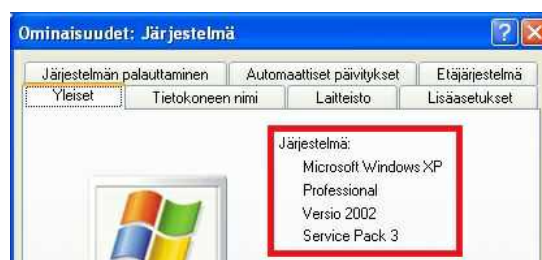 Ominaisuudet: Järjestelmä
Järjestelmän palauttaminen Automaattiset päivitykset Etäjärjestelmä
Yleiset Tietokoneen nimi Laitteisto Lisäasetukset
Järjestelmä:
Microsoft Windows XP
Professional
Versio 2002
Service Pack 3